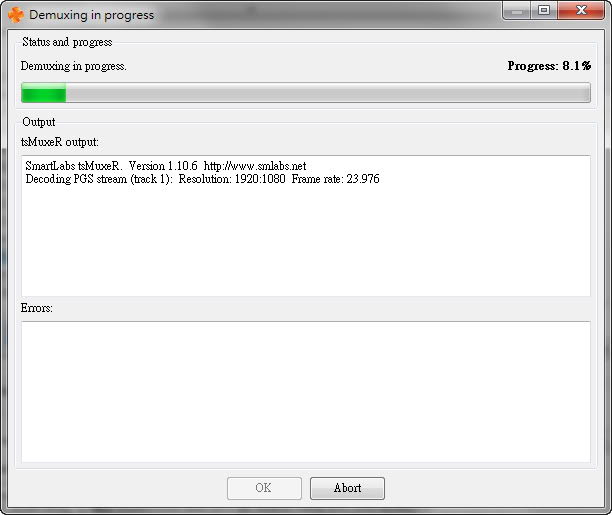 Demuxing in progress
Status and progress
Demuxing in progress.
Progress: 8.1%
Output
tsMuxeR output:
SmartLabs tsMuxeR.  Version 1.10.6  http://www.smlabs.net
Decoding PGS stream (track 1):  Resolution: 1920:1080  Frame rate: 23.976
Errors:
OK
Abort